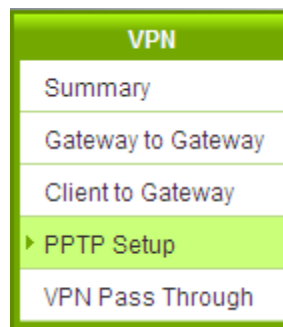 VPN
Summary
Gateway to Gateway
Client to Gateway
PPTP Setup
VPN Pass Through